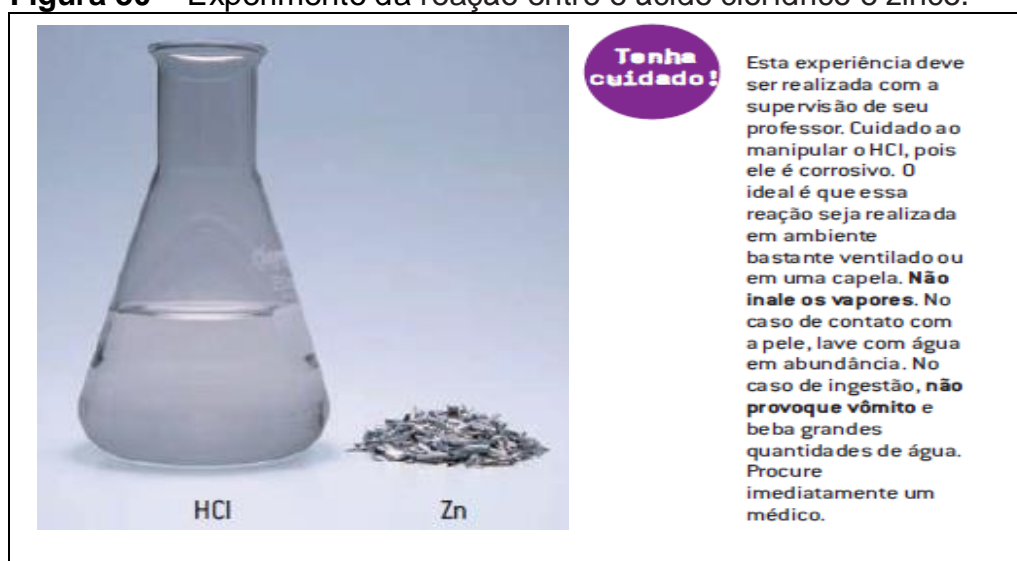 Figura – Experimento da reação entre o ácido clorídrico e zinco.
Tenha
cuidado!
Esta experiência deve
ser realizada com a
supervisão de seu
professor. Cuidado ao
manipular o HCl, pois
ele é corrosivo. O
ideal é que essa
reação seja realizada
em ambiente
bastante ventilado ou
em uma capela. Não
inale os vapores. No
caso de contato com
a pele, lave com água
em abundância. No
caso de ingestão, não
provoque vômito e
beba grandes
quantidades de água.
Procure
imediatamente um
médico.
HCl
Zn